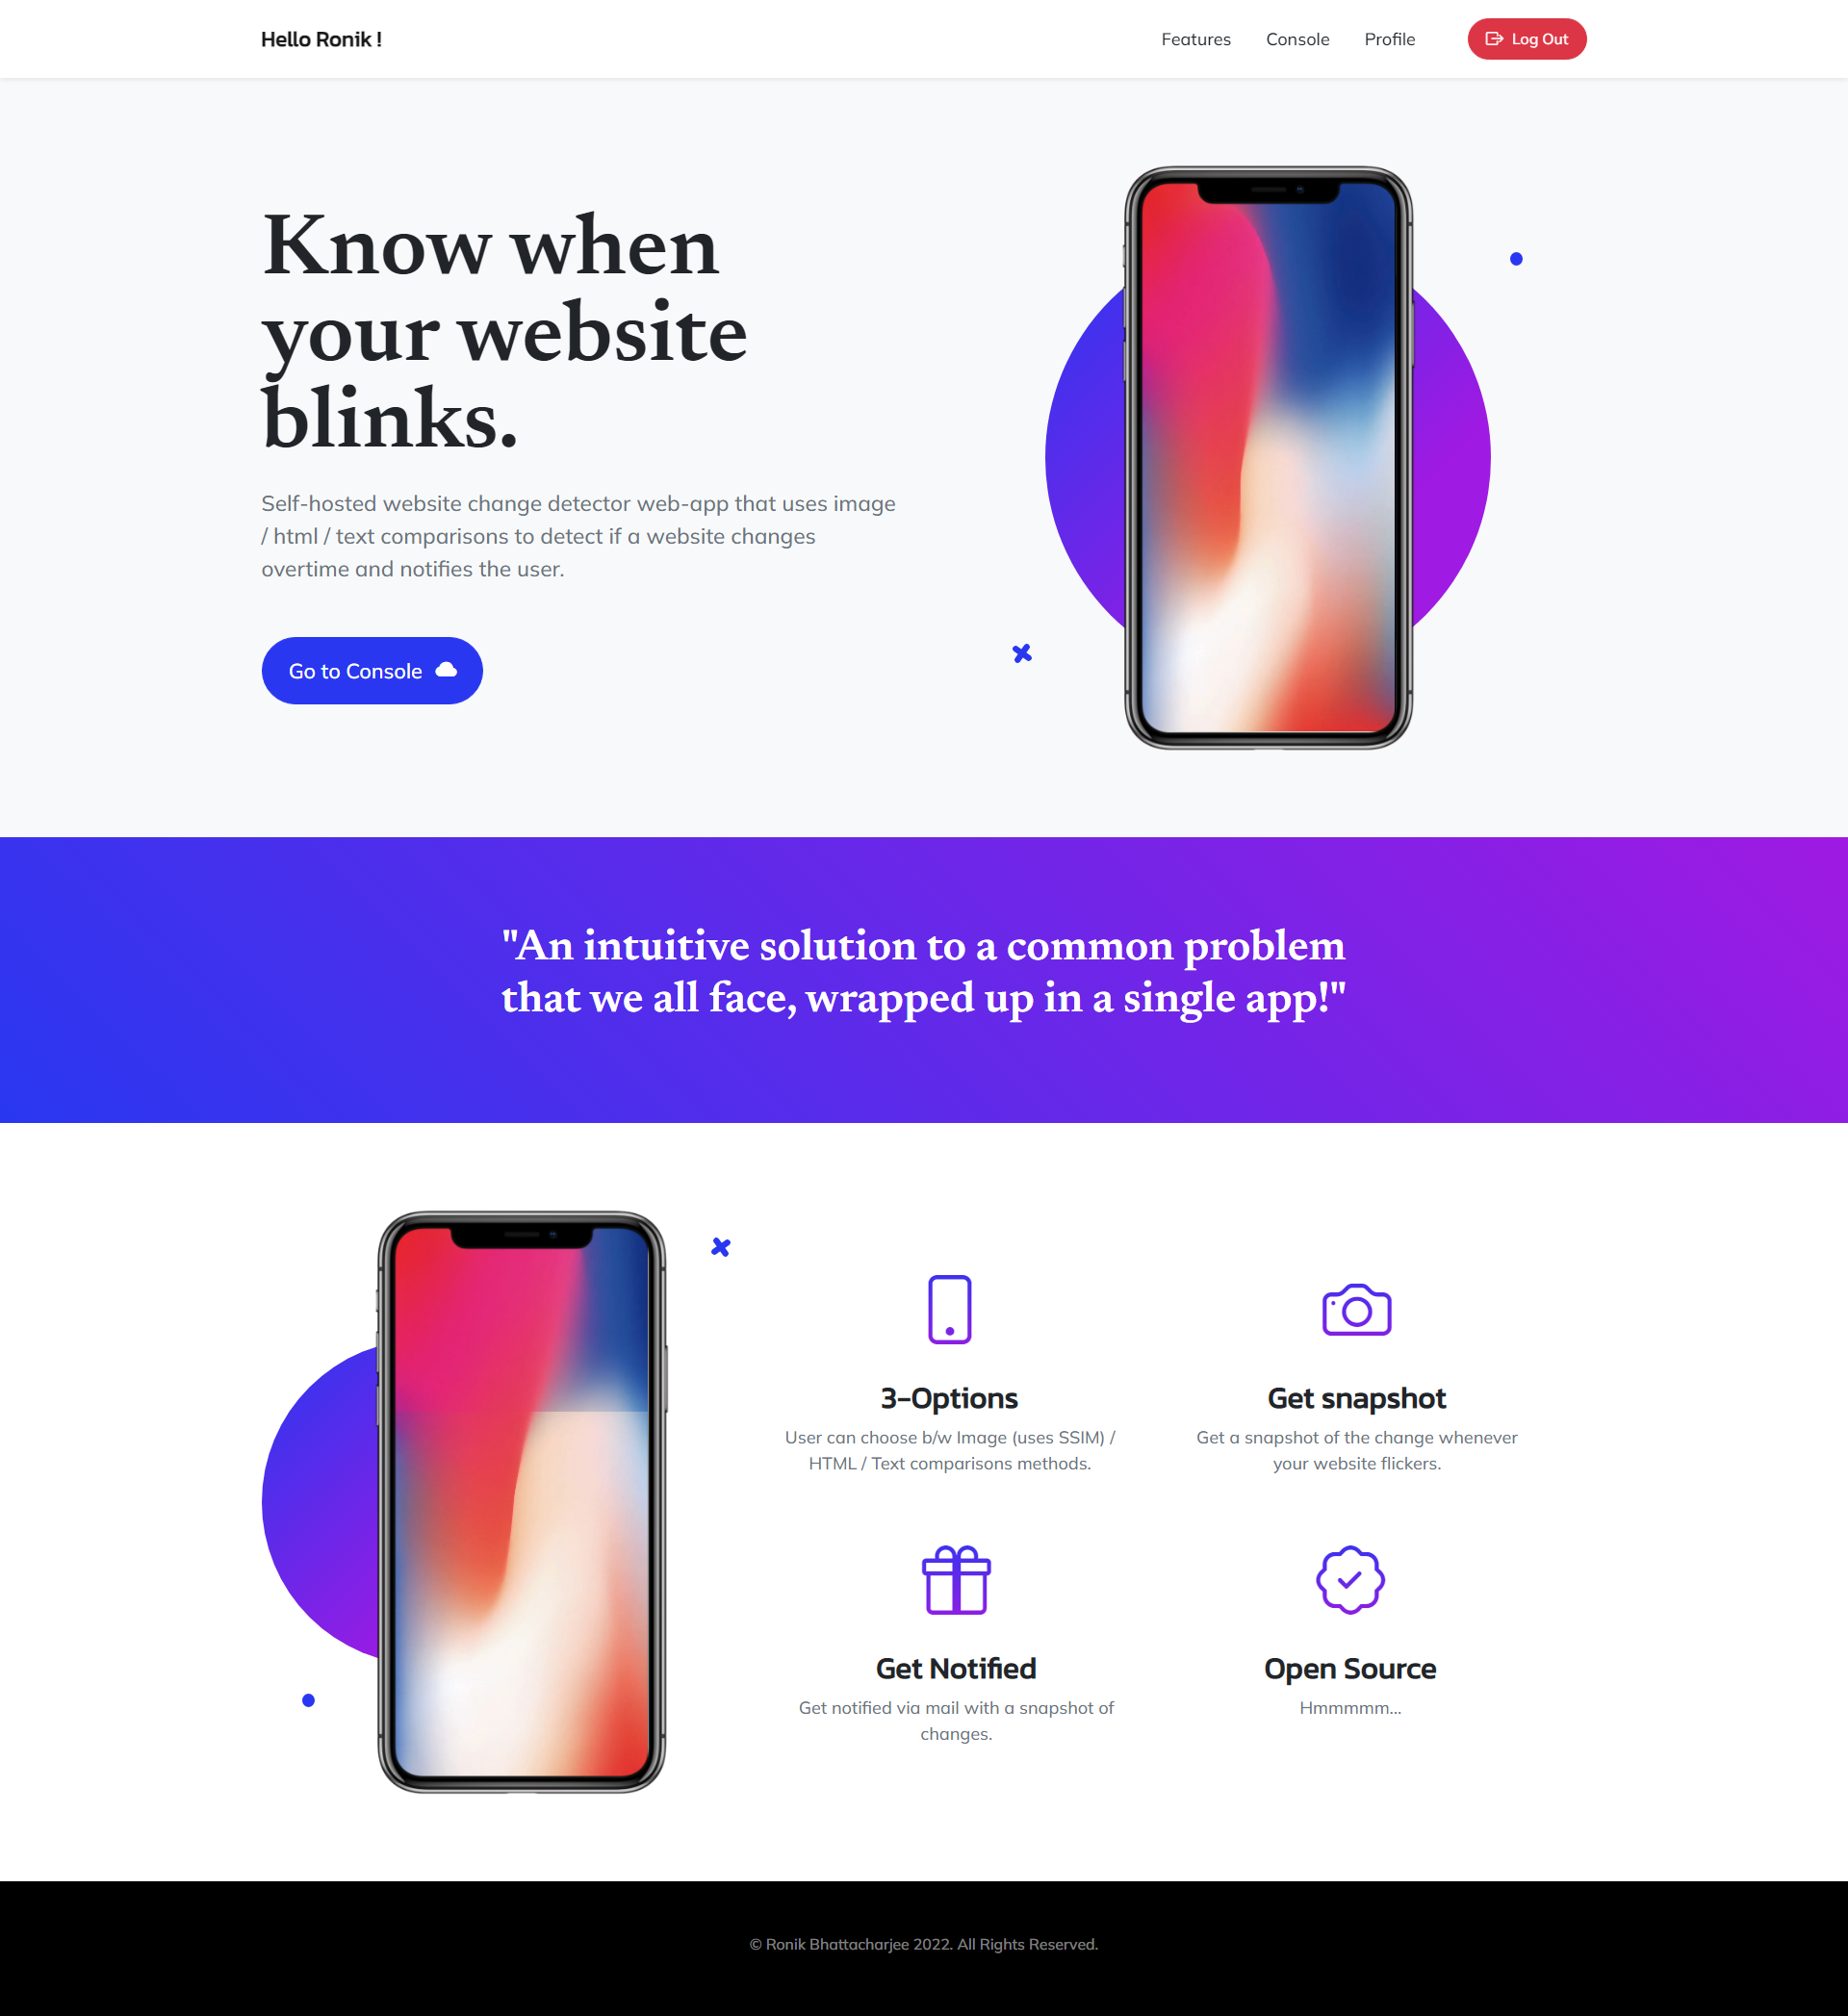 Hello Ronik !
Features
Console
Profile
Log Out
Know when
your website
blinks.
Self-hosted website change detector web-app that uses image
/ html / text comparisons to detect if a website changes
overtime and notifies the user.
Go to Console
"An intuitive solution to a common problem
that we all face, wrapped up in a single app!"
3-Options
User can choose b/w Image (uses SSIM) /
HTML / Text comparisons methods.
Get snapshot
Get a snapshot of the change whenever
your website flickers.
Get Notified
Get notified via mail with a snapshot of
changes.
Open Source
Hmmmmm...
© Ronik Bhattacharjee 2022. All Rights Reserved.